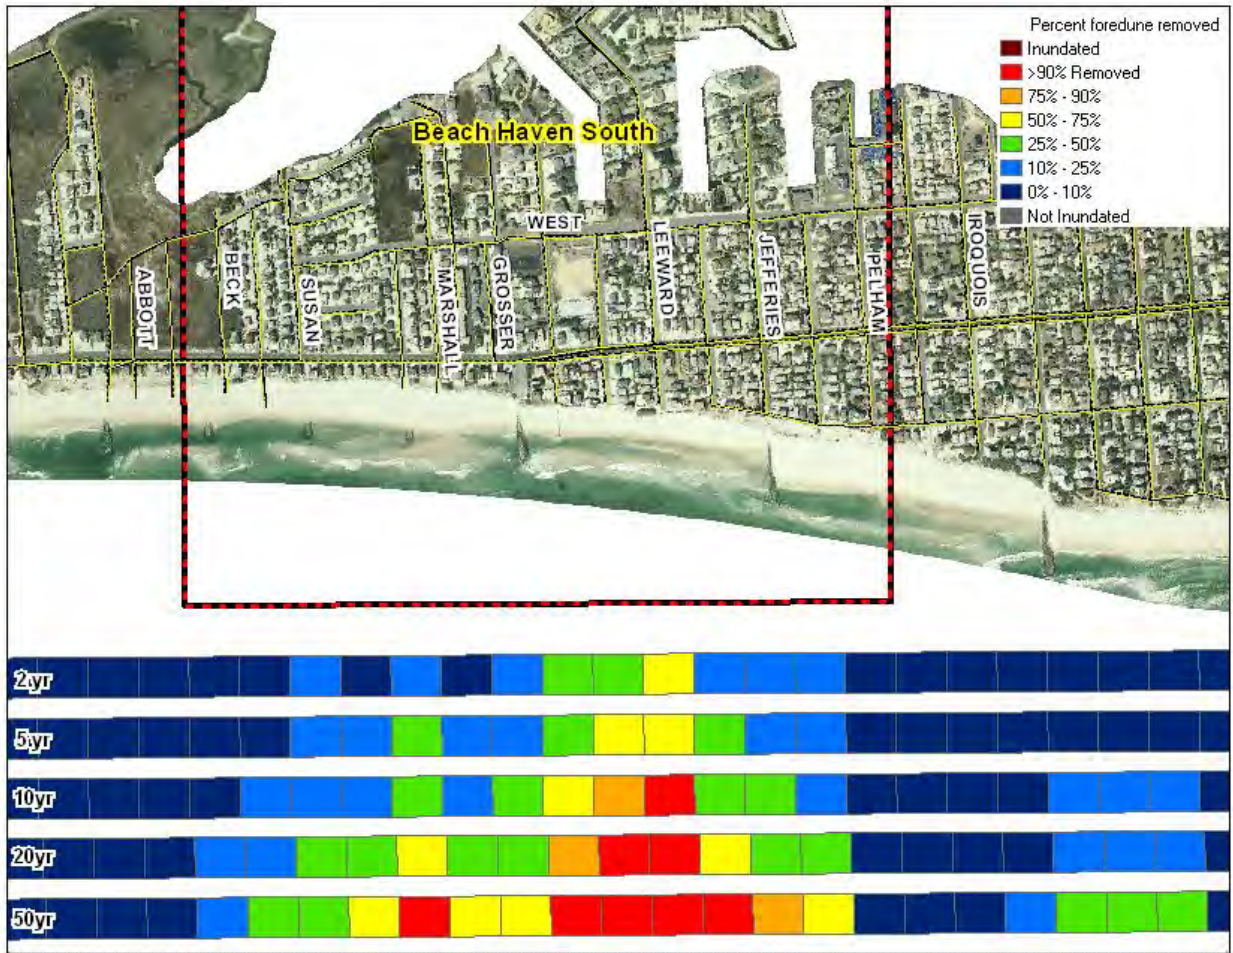 Percent foredune removed
Inundated
>90% Removed
75% - 90%
50% - 75%
25% - 50%
10% - 25%
0% - 10%
Not Inundated
Beach Haven South
WEST
ABBOTT
BECK
SUSAN
MARSHALL
GROSSER
LEEWARD
JEFFERIES
PELHAM
IROQUOIS
2yr
5yr
10yr
20yr
50yr